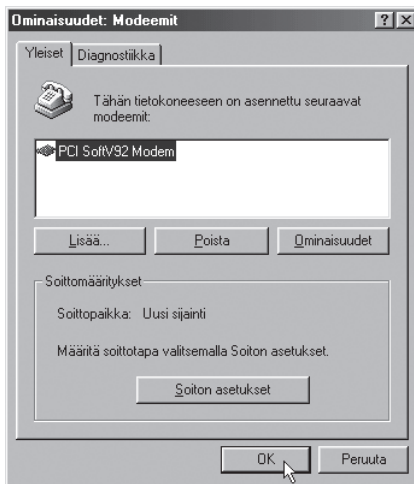 Ominaisuudet: Modeemit
Yleiset
Diagnostiikka
Tähän tietokoneeseen on asennettu seuraavat
modeemit:
PCI SoftV92 Modem
Lisää...
Poista
Ominaisuudet
Soittomääritykset
Soittopaikka: Uusi sijainti
Määritä soittotapa valitsemalla Soiton asetukset.
Soiton asetukset
OK
Peruuta